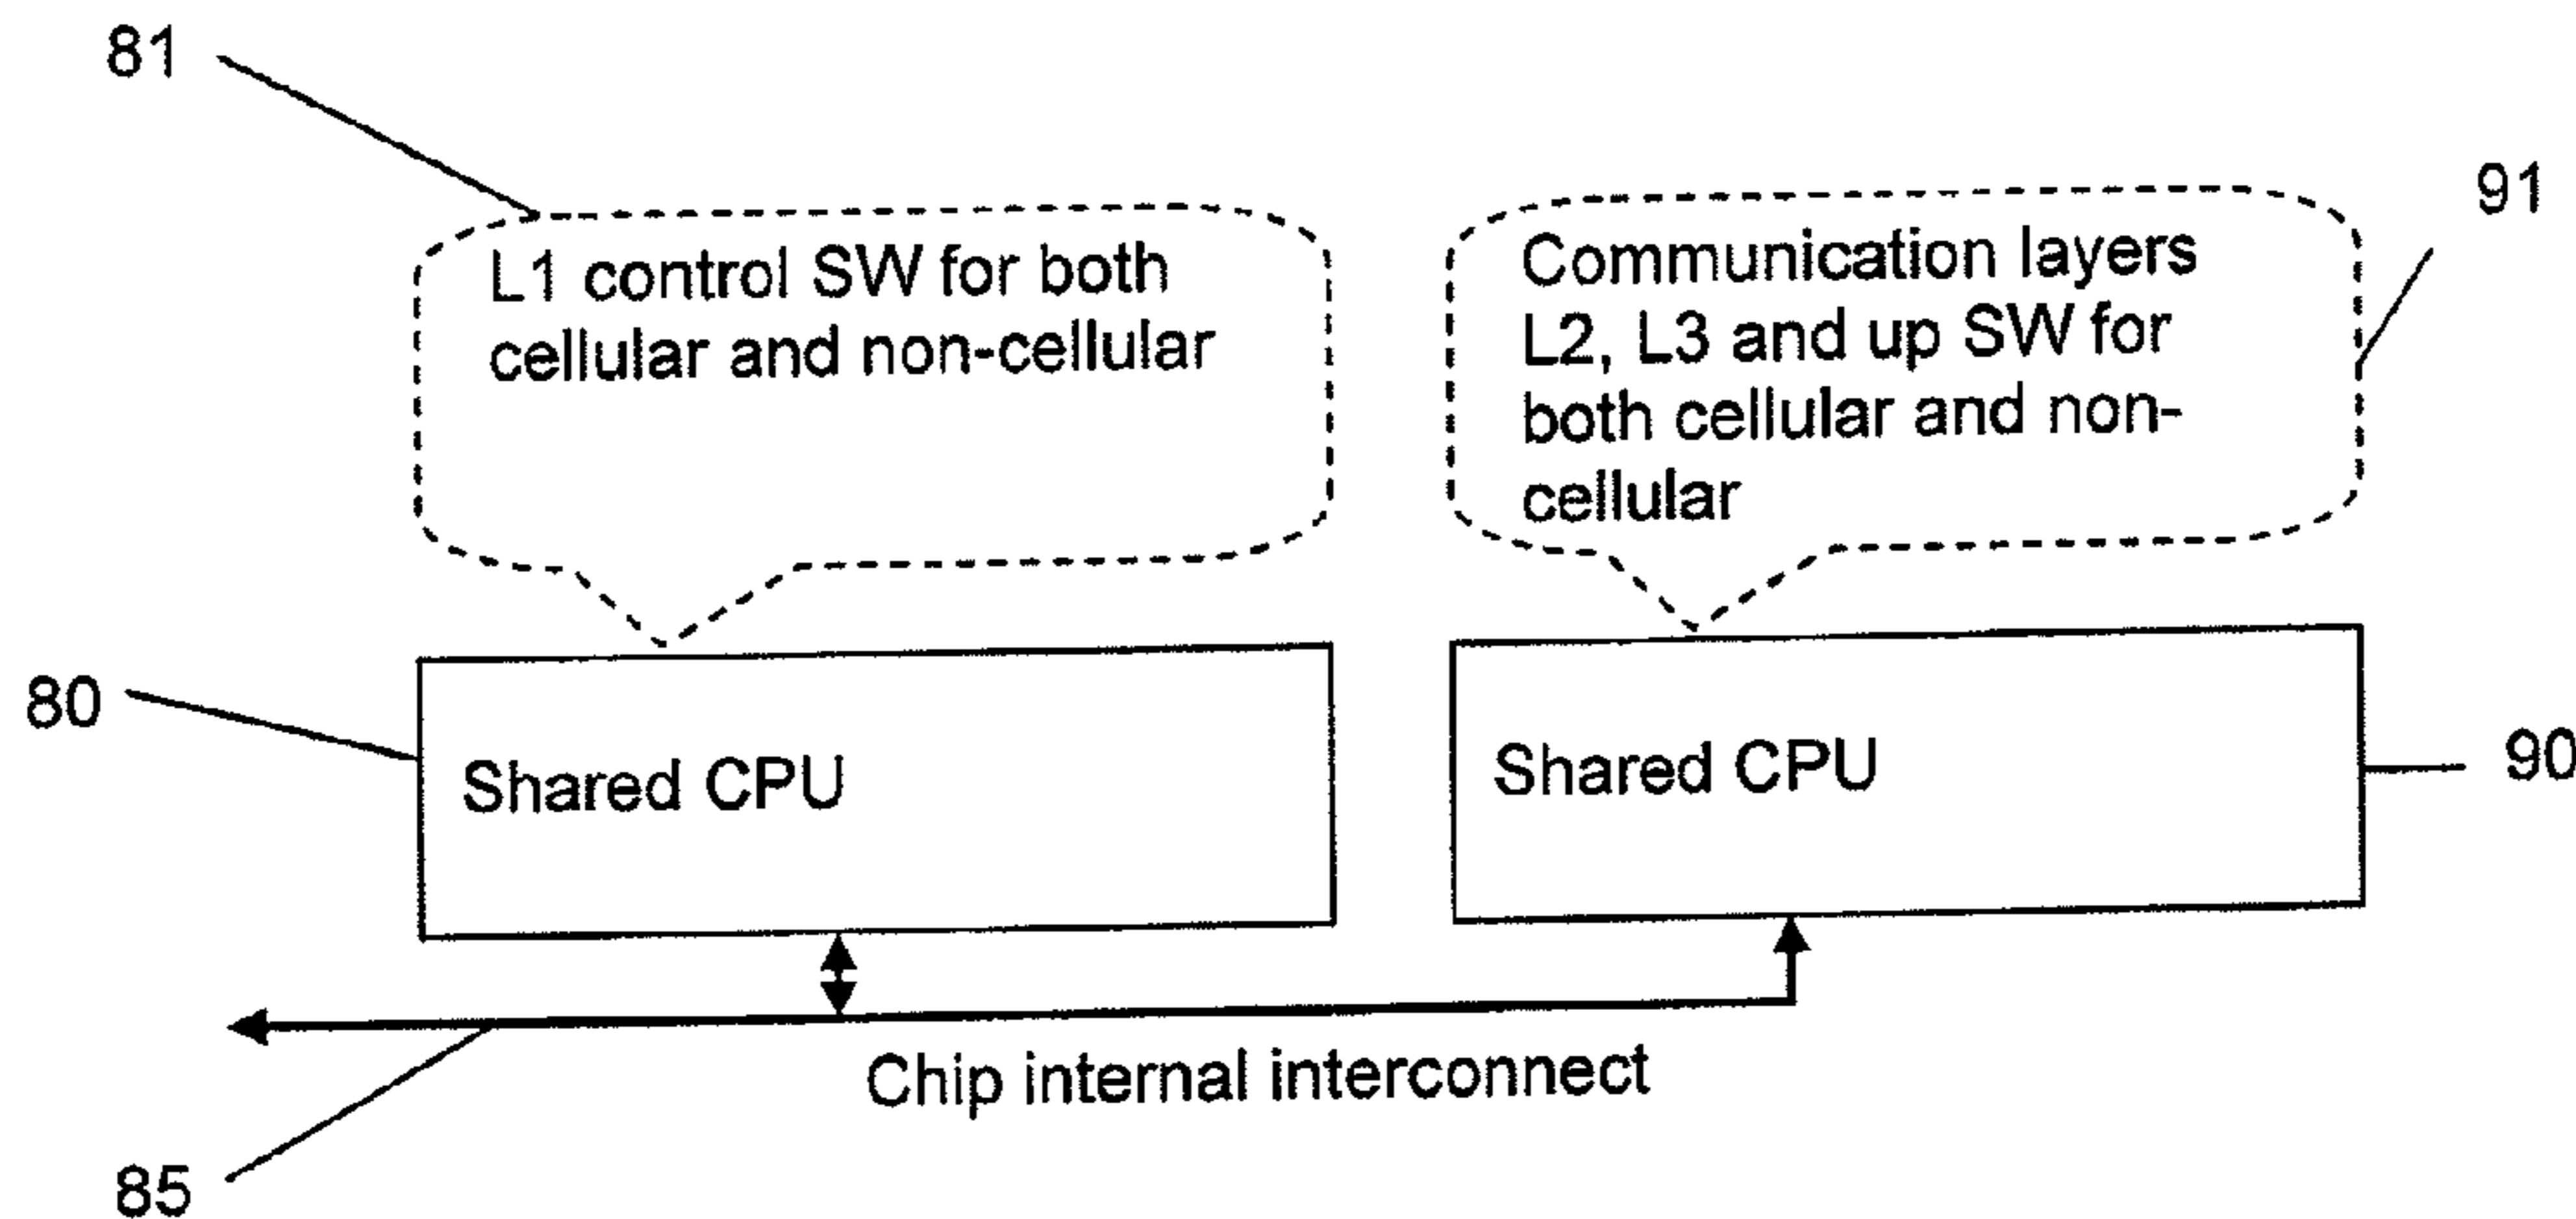 81
L1 control SW for both
cellular and non-cellular
Communication layers
L2, L3 and up SW for
both cellular and non-
cellular
91
80
Shared CPU
Shared CPU
90
Chip internal interconnect
85